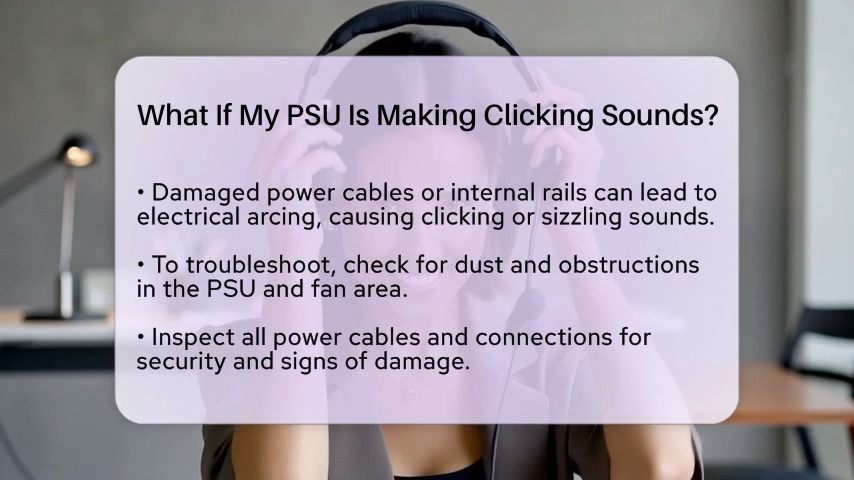 What If My PSU Is Making Clicking Sounds?
• Damaged power cables or internal rails can lead to
electrical arcing, causing clicking or sizzling sounds.
• To troubleshoot, check for dust and obstructions
in the PSU and fan area.
• Inspect all power cables and connections for
security and signs of damage.